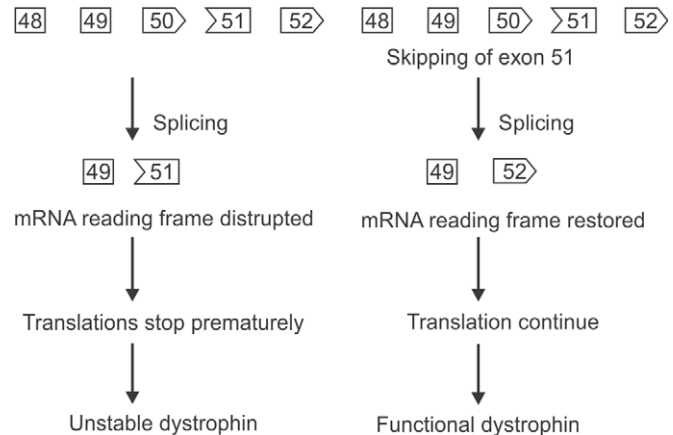 48 49 50 51 52 48 49 50 51 52
Skipping of exon 51
Splicing Splicing
49 51 49 52
mRNA reading frame distrupted mRNA reading frame restored
Translations stop prematurely Translation continue
Unstable dystrophin Functional dystrophin